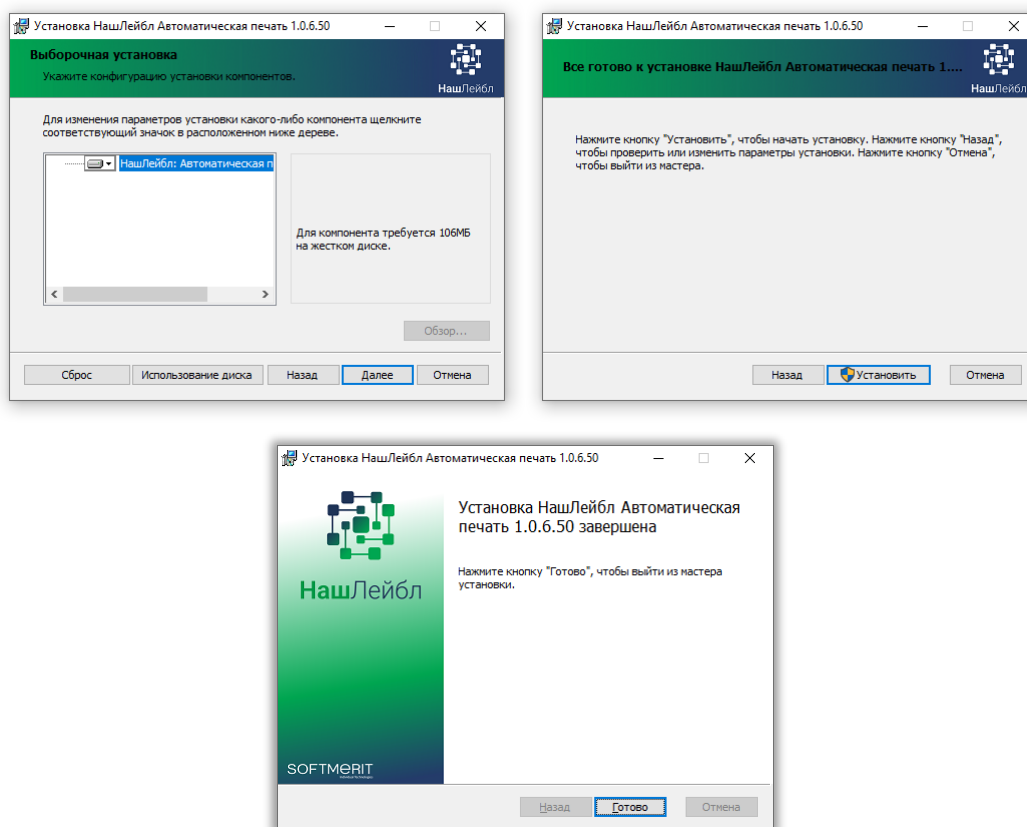 Установка НашЛейбл Автоматическая печать 1.0.6.50
Выборочная установка
Укажите конфигурацию установки компонентов.
НашЛейбл
Для изменения параметров установки какого-либо компонента щелкните
соответствующий значок в расположенном ниже дереве.
НашЛейбл: Автоматическая п
Для компонента требуется 106МБ
на жестком диске.
Обзор...
Сброс
Использование диска
Назад
Далее
Отмена
Установка НашЛейбл Автоматическая печать 1.0.6.50
Все готово к установке НашЛейбл Автоматическая печать 1....
НашЛейбл
Нажмите кнопку "Установить", чтобы начать установку. Нажмите кнопку "Назад",
чтобы проверить или изменить параметры установки. Нажмите кнопку "Отмена",
чтобы выйти из мастера.
Назад
Установить
Отмена
Установка НашЛейбл Автоматическая печать 1.0.6.50
НашЛейбл
SOFTMERIT
Установка НашЛейбл Автоматическая
печать 1.0.6.50 завершена
Нажмите кнопку "Готово", чтобы выйти из мастера
установки.
Назад
Готово
Отмена